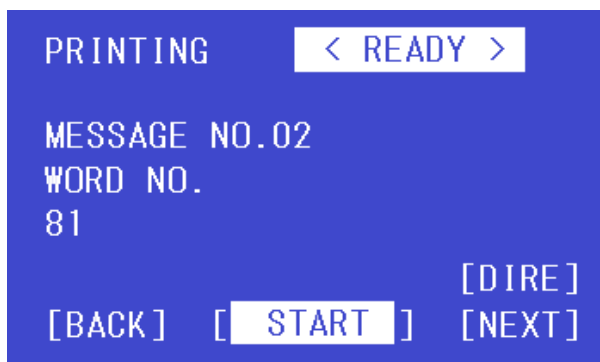 PRINTING < READY >
MESSAGE NO.02
WORD NO.
81
[DIRE]
[BACK] [ START ] [NEXT]